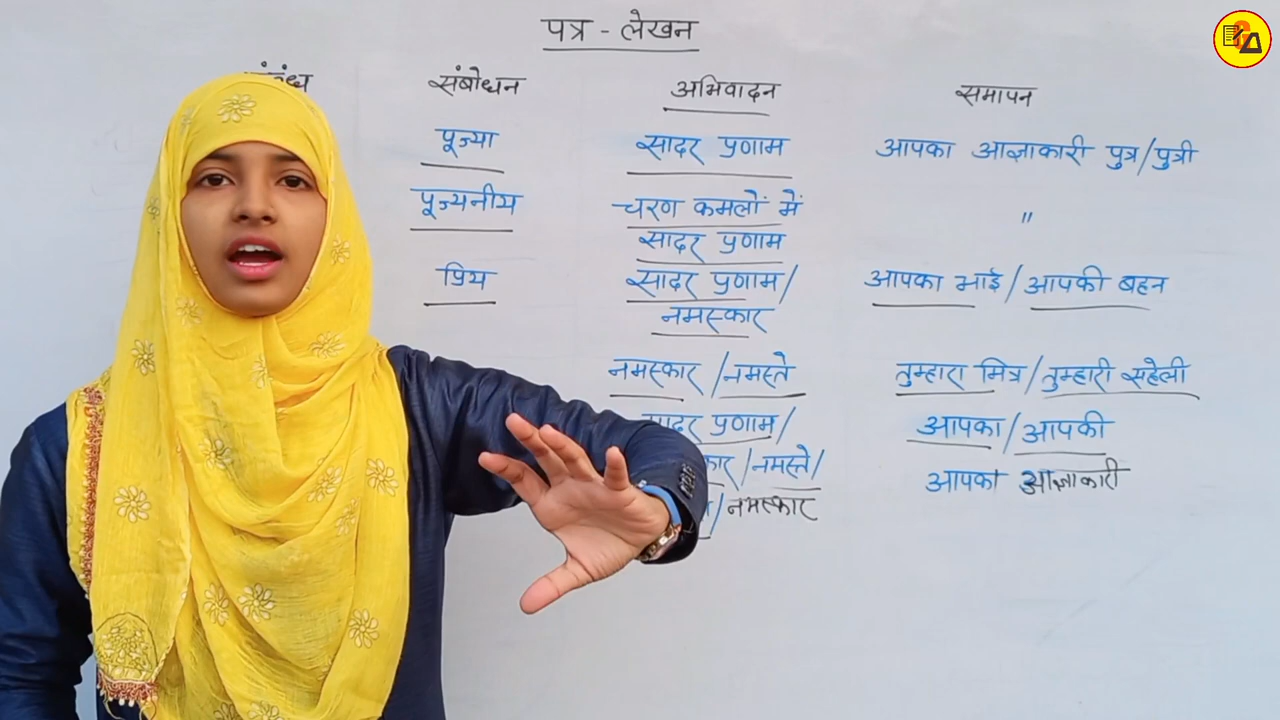 पत्र - लेखन
संबोधन अभिवादन समापन
पूज्या सादर प्रणाम आपका आज्ञाकारी पुत्र/पुत्री
पूज्यनीय चरण कमलों में "
सादर प्रणाम
प्रिय सादर प्रणाम/ आपका भाई/आपकी बहन
नमस्कार
नमस्कार/नमस्ते तुम्हारा मित्र/तुम्हारी सहेली
प्रणाम/ आपका/आपकी
/नमस्ते/ आपका आज्ञाकारी
/नमस्कार